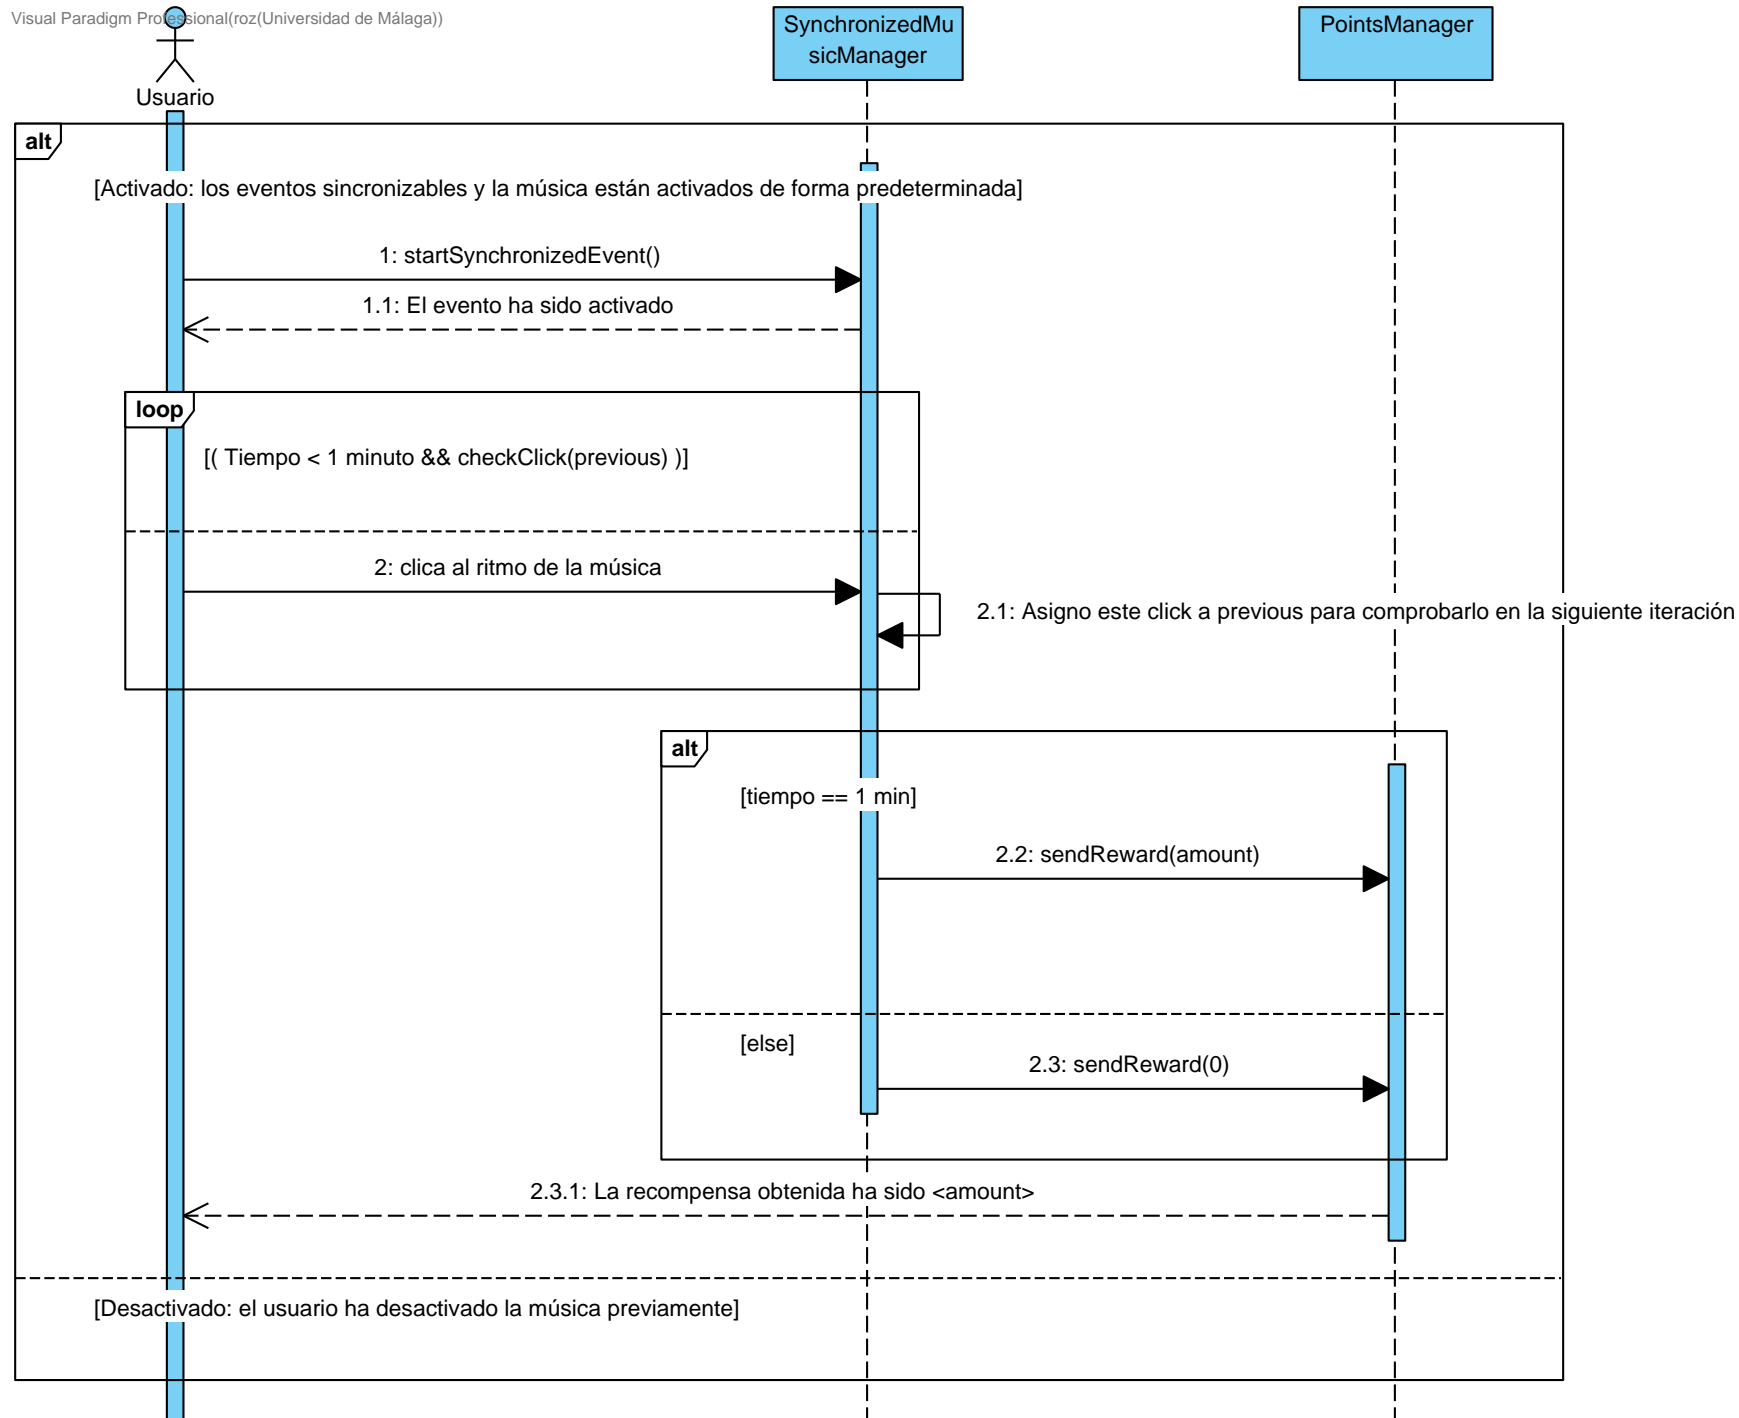 Visual Paradigm Professional(roz(Universidad de Málaga))
SynchronizedMu
sicManager
PointsManager
Usuario
alt
[Activado: los eventos sincronizables y la música están activados de forma predeterminada]
1: startSynchronizedEvent()
1.1: El evento ha sido activado
loop
[( Tiempo < 1 minuto && checkClick(previous) )]
2: clica al ritmo de la música
2.1: Asigno este click a previous para comprobarlo en la siguiente iteración
alt
[tiempo == 1 min]
2.2: sendReward(amount)
[else]
2.3: sendReward(0)
2.3.1: La recompensa obtenida ha sido <amount>
[Desactivado: el usuario ha desactivado la música previamente]